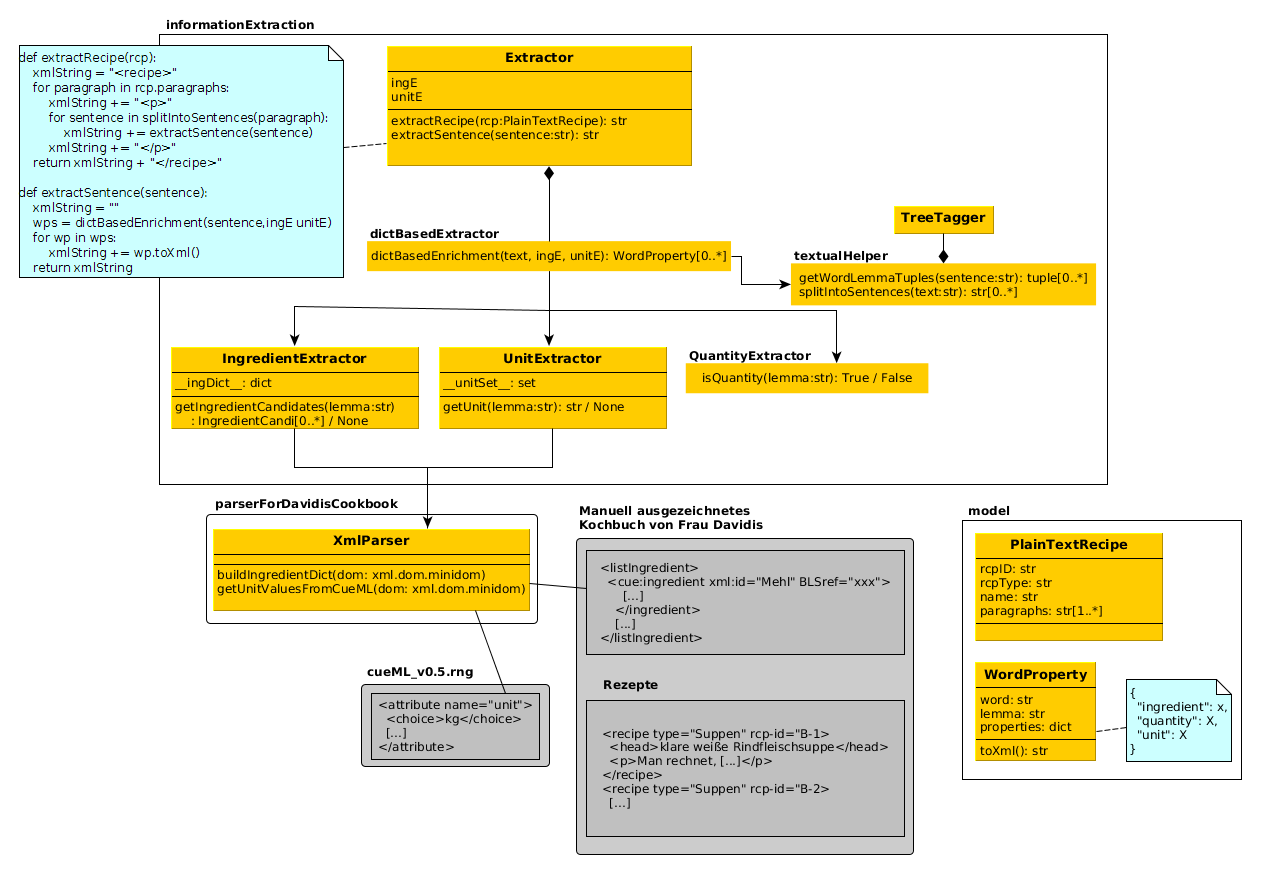 informationExtraction
def extractRecipe(rcp):
xmlString = "<recipe>"
for paragraph in rcp.paragraphs:
xmlString += "<p>"
for sentence in splitIntoSentences(paragraph):
xmlString += extractSentence(sentence)
xmlString += "</p>"
return xmlString + "</recipe>"
def extractSentence(sentence):
xmlString = ""
wps = dictBasedEnrichment(sentence,ingE unitE)
for wp in wps:
xmlString += wp.toXml()
return xmlString
Extractor
ingE
unitE
extractRecipe(rcp:PlainTextRecipe): str
extractSentence(sentence:str): str
dictBasedExtractor
dictBasedEnrichment(text, ingE, unitE): WordProperty[0..*]
TreeTagger
textualHelper
getWordLemmaTuples(sentence:str): tuple[0..*]
splitIntoSentences(text:str): str[0..*]
IngredientExtractor
__ingDict__: dict
getIngredientCandidates(lemma:str)
: IngredientCandi[0..*] / None
UnitExtractor
__unitSet__: set
getUnit(lemma:str): str / None
QuantityExtractor
isQuantity(lemma:str): True / False
parserForDavidisCookbook
XmlParser
buildIngredientDict(dom: xml.dom.minidom)
getUnitValuesFromCueML(dom: xml.dom.minidom)
cueML_v0.5.rng
<attribute name="unit">
<choice>kg</choice>
[...]
</attribute>
Manuell ausgezeichnetes
Kochbuch von Frau Davidis
<listIngredient>
<cue:ingredient xml:id="Mehl" BLSref="xxx">
[...]
</ingredient>
[...]
</listIngredient>
Rezepte
<recipe type="Suppen" rcp-id="B-1>
<head>klare weiße Rindfleischsuppe</head>
<p>Man rechnet, [...]</p>
</recipe>
<recipe type="Suppen" rcp-id="B-2>
[...]
model
PlainTextRecipe
rcpID: str
rcpType: str
name: str
paragraphs: str[1..*]
WordProperty
word: str
lemma: str
properties: dict
toXml(): str
{
"ingredient": x,
"quantity": X,
"unit": X
}